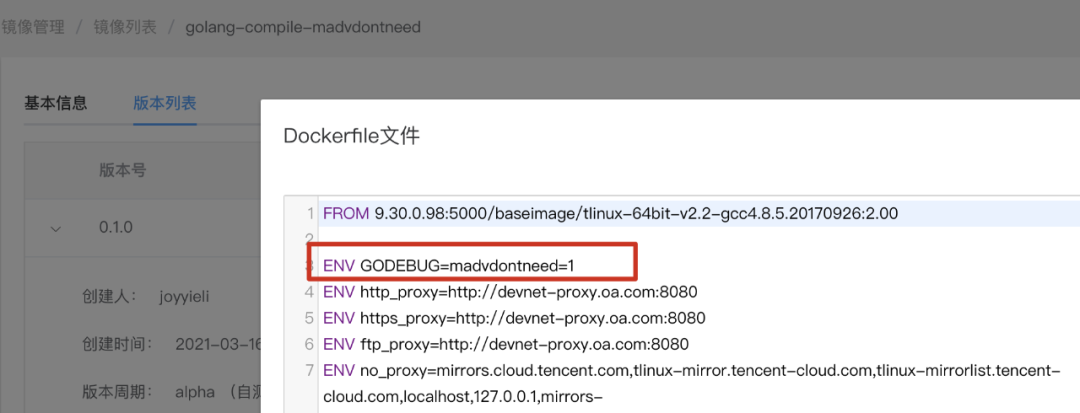 镜像管理 / 镜像列表 / golang-compile-madvdontneed
基本信息 版本列表
Dockerfile文件
版本号
0.1.0
创建人： joyyieli
创建时间： 2021-03-16
版本周期： alpha （自测
1 FROM 9.30.0.98:5000/baseimage/tlinux-64bit-v2.2-gcc4.8.5.20170926:2.00
2
3 ENV GODEBUG=madvdontneed=1
4 ENV http_proxy=http://devnet-proxy.oa.com:8080
5 ENV https_proxy=http://devnet-proxy.oa.com:8080
6 ENV ftp_proxy=http://devnet-proxy.oa.com:8080
7 ENV no_proxy=mirrors.cloud.tencent.com,tlinux-mirror.tencent-cloud.com,tlinux-mirrorlist.tencent-
cloud.com,localhost,127.0.0.1,mirrors-